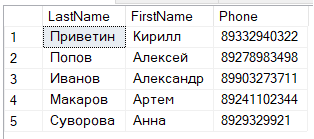 LastName FirstName Phone
1 Приветин Кирилл 89332940322
2 Попов Алексей 89278983498
3 Иванов Александр 89903273711
4 Макаров Артем 89241102344
5 Суворова Анна 8929329921